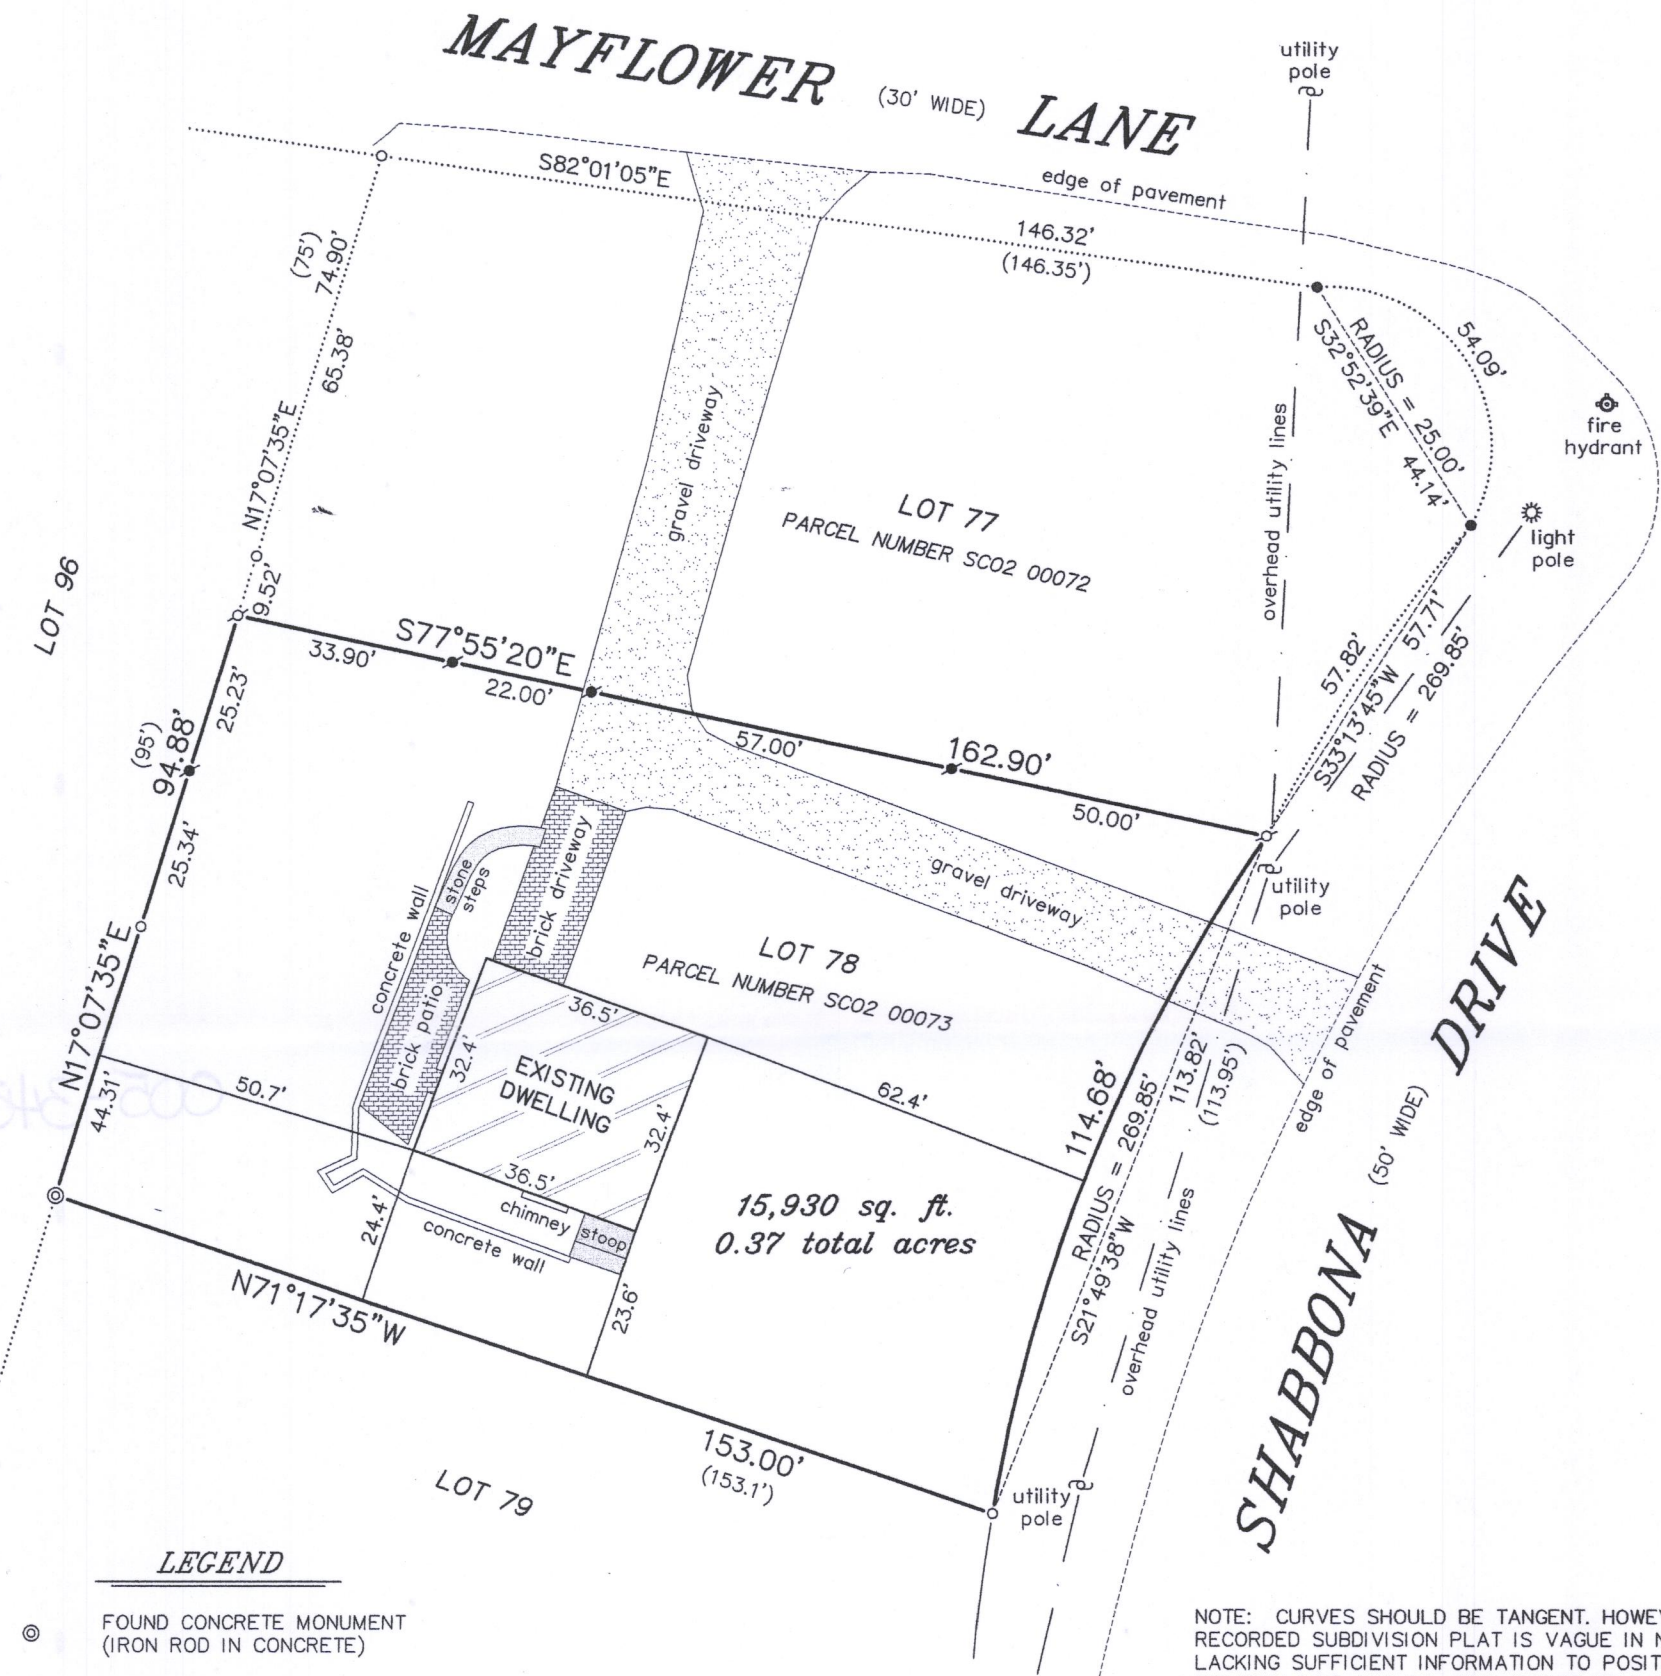 MAYFLOWER (30' WIDE) LANE
utility
pole
S82°01'05"E
edge of pavement
146.32'
(146.35')
(75')
74.90'
65.38'
N17°07'35"E
9.52'
gravel driveway
LOT 77
PARCEL NUMBER SCO2 00072
overhead utility lines
RADIUS = 25.00'
S32°52'39"E 44.14'
54.09'
fire
hydrant
light
pole
57.82'
S33°13'45"W 57.71'
RADIUS = 269.85'
LOT 96
S77°55'20"E
33.90'
22.00'
57.00'
162.90'
50.00'
25.23'
(95')
94.88'
25.34'
N17°07'35"E
44.31'
utility
pole
gravel driveway
brick driveway
stone
steps
concrete wall
brick patio
LOT 78
PARCEL NUMBER SCO2 00073
36.5'
32.4'
EXISTING
DWELLING
32.4'
36.5'
50.7'
62.4'
chimney
stoop
concrete wall
24.4'
23.6'
15,930 sq. ft.
0.37 total acres
114.68'
RADIUS = 269.85'
S21°49'38"W
113.82'
(113.95')
edge of pavement
overhead utility lines
SHABBONA (50' WIDE) DRIVE
N71°17'35"W
153.00'
(153.1')
LOT 79
utility
pole
LEGEND
FOUND CONCRETE MONUMENT
(IRON ROD IN CONCRETE)
NOTE: CURVES SHOULD BE TANGENT.
RECORDED SUBDIVISION PLAT IS VAGUE IN
LACKING SUFFICIENT INFORMATION TO